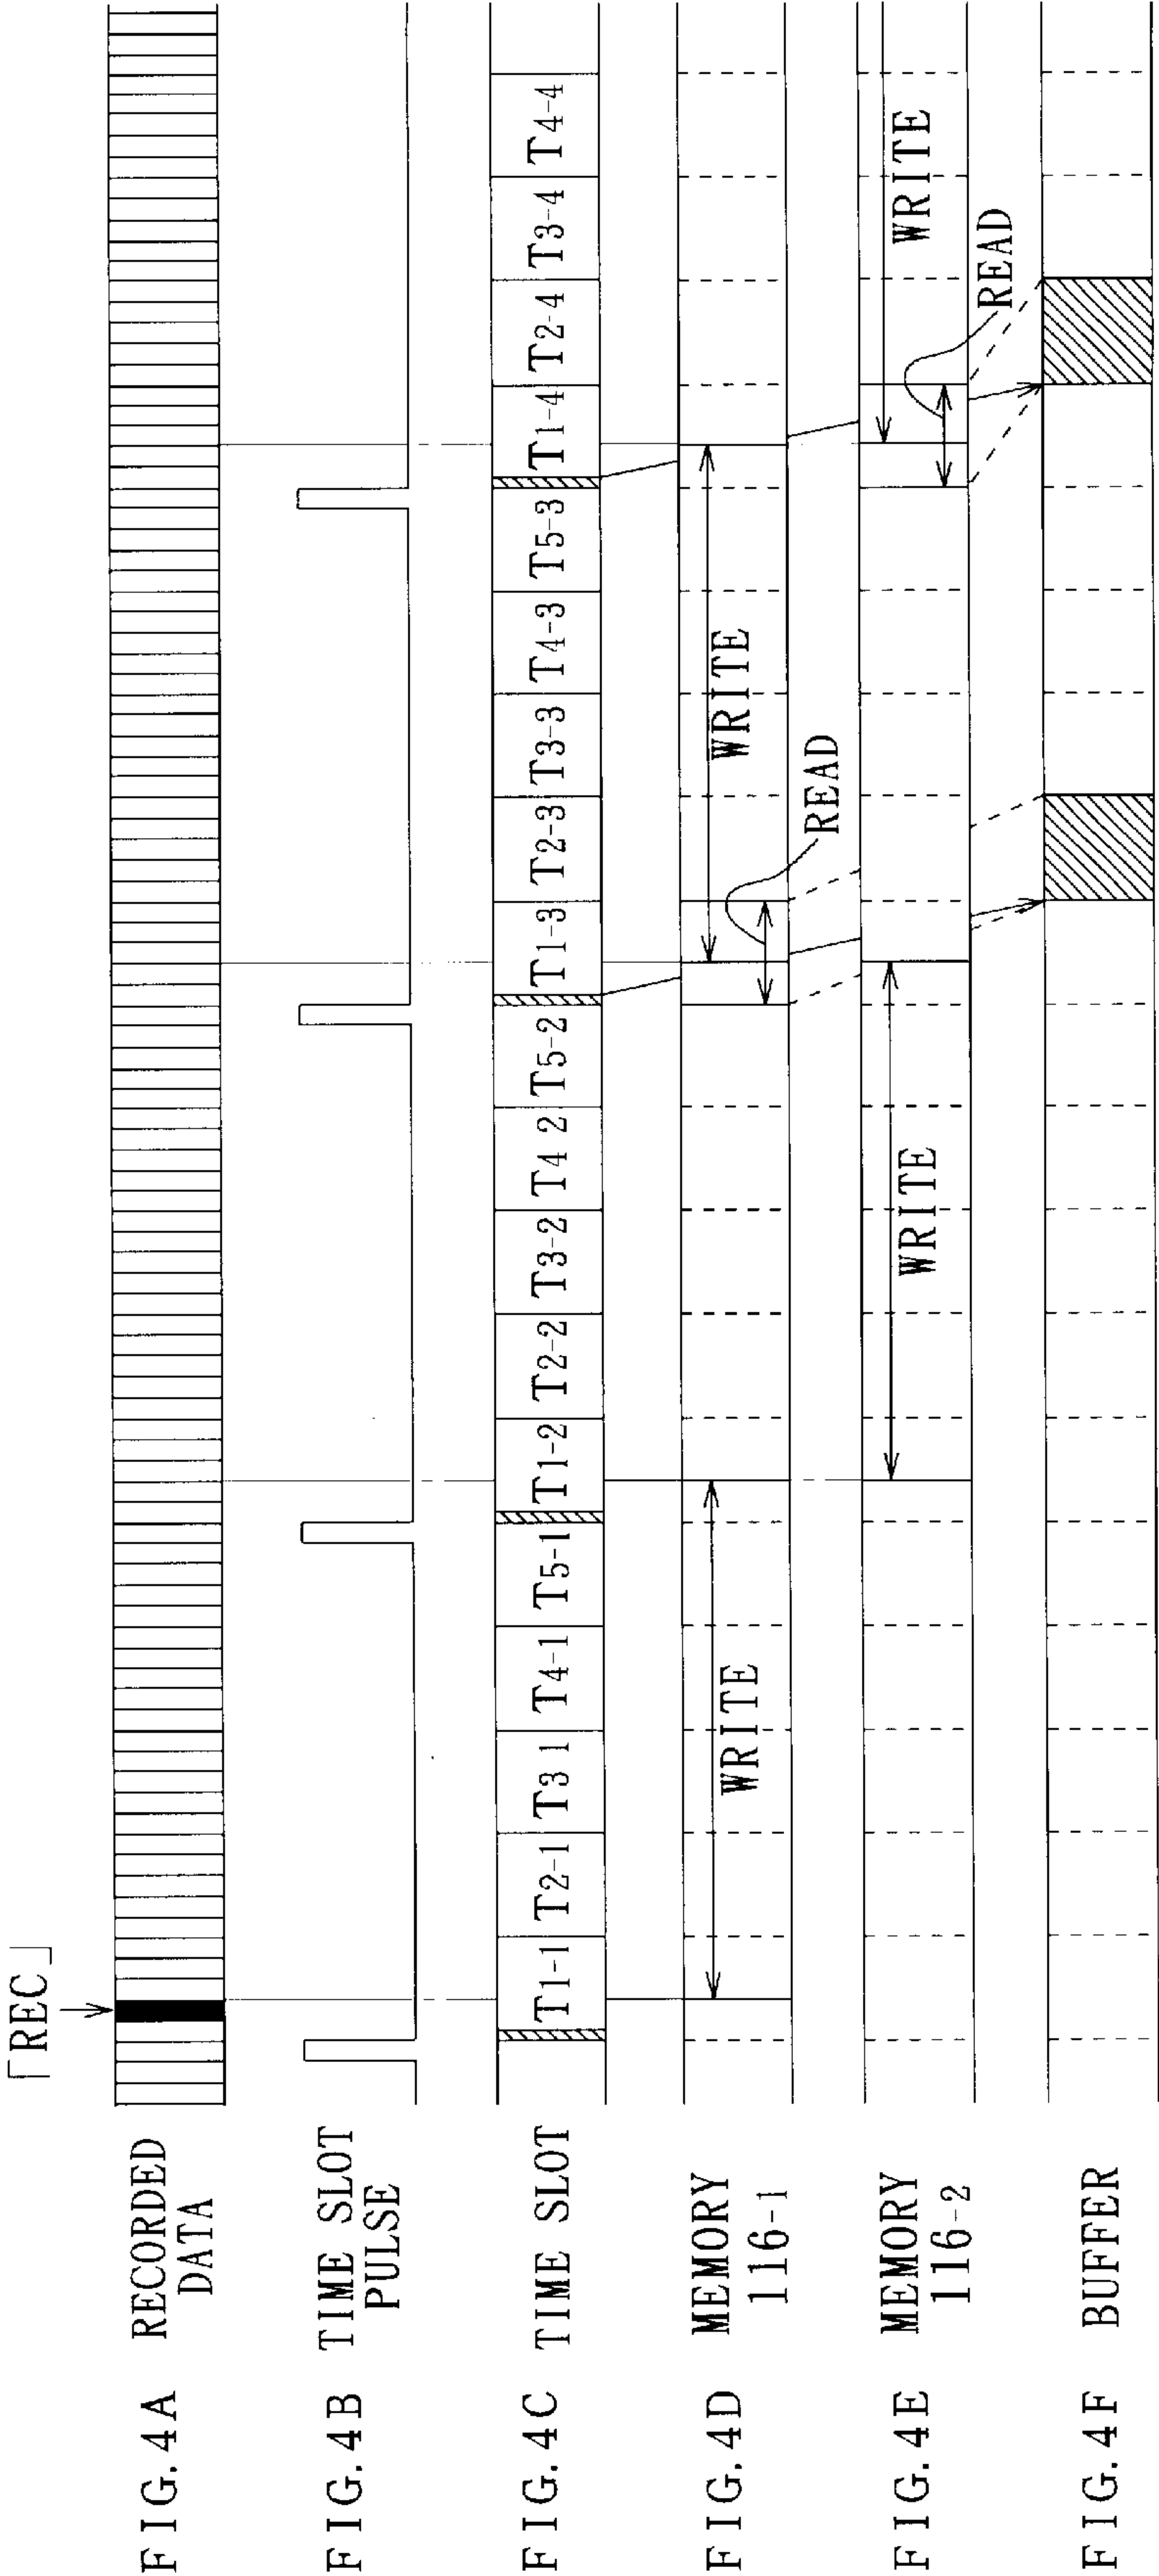 「REC」
FIG. 4A RECORDED
DATA
FIG. 4B TIME SLOT
PULSE
FIG. 4C TIME SLOT
T1-1 T2-1 T3 1 T4-1 T5-1 T1-2 T2-2 T3-2 T4 2 T5-2 T1-3 T2-3 T3-3 T4-3 T5-3 T1-4 T2-4 T3-4 T4-4
FIG. 4D MEMORY
116-1
WRITE
WRITE
READ
FIG. 4E MEMORY
116-2
WRITE
WRITE
READ
FIG. 4F BUFFER